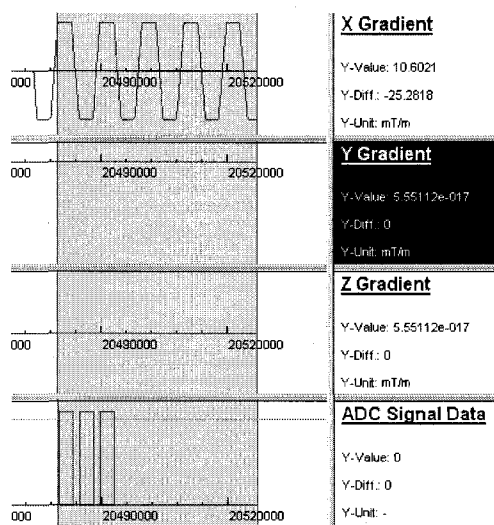 X Gradient
Y-Value: 10.6021
Y-Diff.: -25.2818
Y-Unit: mT/m
000 20490000 20520000
Y Gradient
Y-Value: 5.55112e-017
Y-Diff.: 0
Y-Unit: mT/m
000 20490000 20520000
Z Gradient
Y-Value: 5.55112e-017
Y-Diff.: 0
Y-Unit: mT/m
000 20490000 20520000
ADC Signal Data
Y-Value: 0
Y-Diff.: 0
Y-Unit: -
000 20490000 20520000